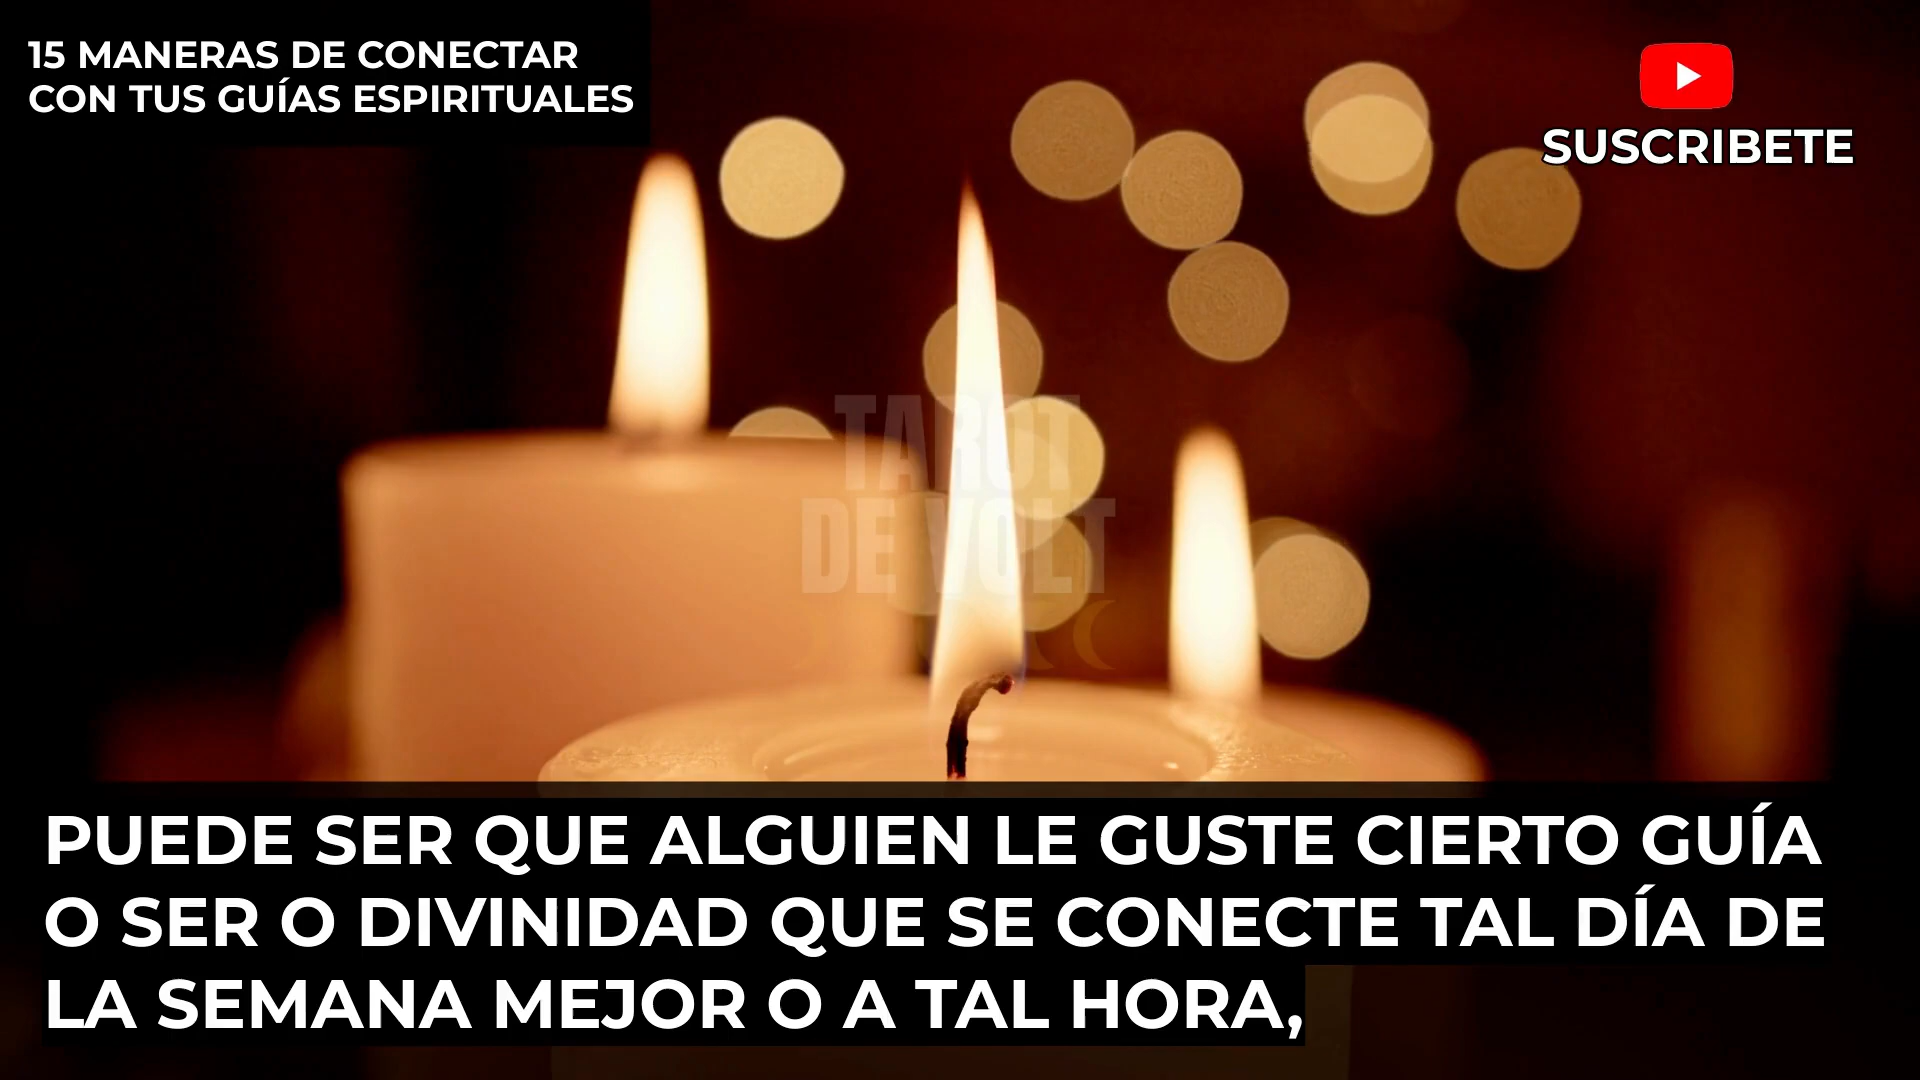 15 MANERAS DE CONECTAR
CON TUS GUÍAS ESPIRITUALES
SUSCRIBETE
TAROT
DE VOLT
PUEDE SER QUE ALGUIEN LE GUSTE CIERTO GUÍA
O SER O DIVINIDAD QUE SE CONECTE TAL DÍA DE
LA SEMANA MEJOR O A TAL HORA,